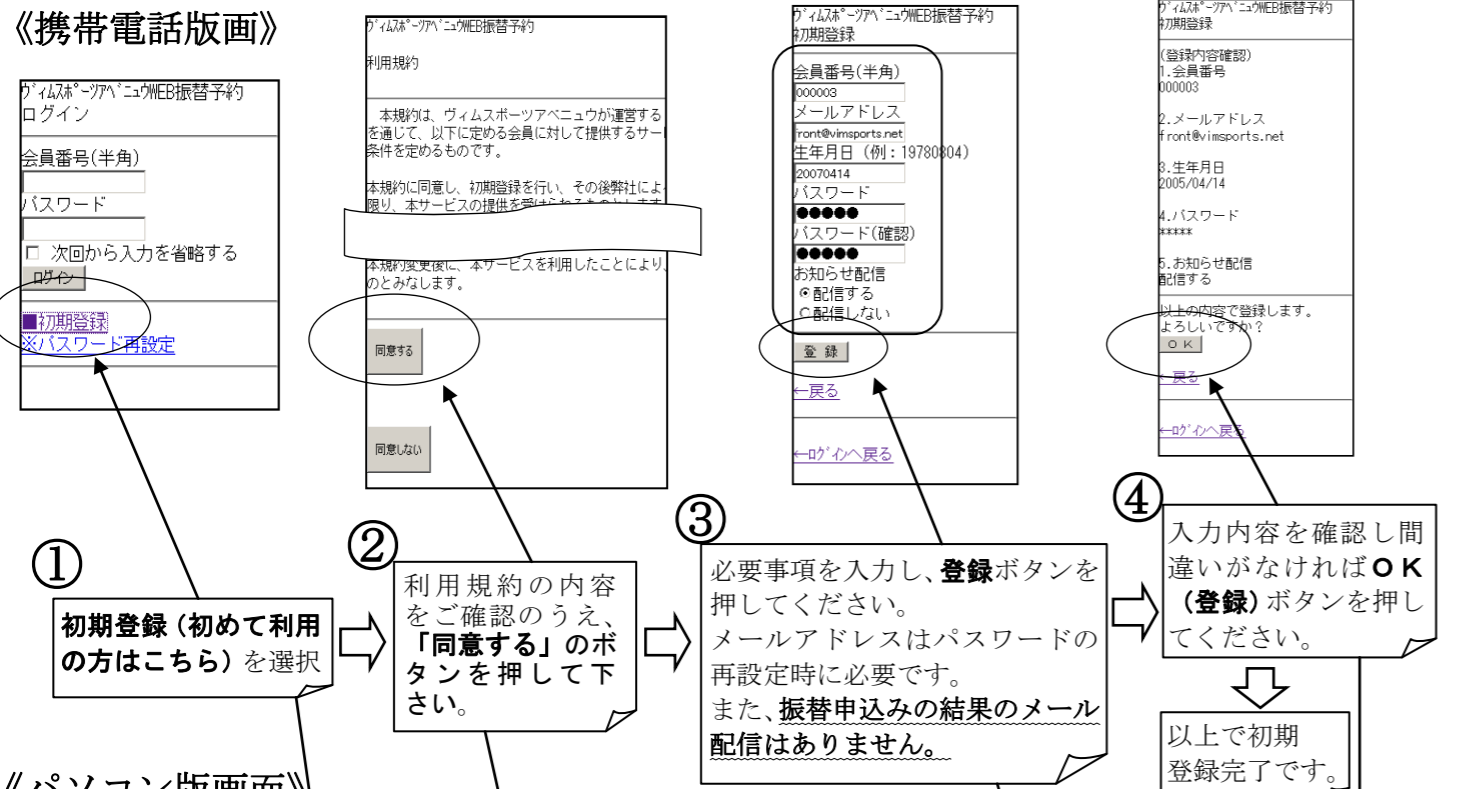 《携帯電話版画》
ヴィムスポーツアベニュウWEB振替予約
ログイン
会員番号(半角)
パスワード
□ 次回から入力を省略する
ログイン
■初期登録
※パスワード再設定
ヴィムスポーツアベニュウWEB振替予約
利用規約
本規約は、ヴィムスポーツアベニュウが運営する
を通じて、以下に定める会員に対して提供するサー
条件を定めるものです。
本規約に同意し、初期登録を行い、その後弊社によ
限り、本サービスの提供を受けられるものとします
本規約変更後に、本サービスを利用したことにより、
のとみなします。
同意する
同意しない
ヴィムスポーツアベニュウWEB振替予約
初期登録
会員番号(半角)
000003
メールアドレス
front@vimsports.net
生年月日 (例：19780804)
20070414
パスワード
●●●●●
パスワード(確認)
●●●●●
お知らせ配信
配信する
配信しない
登 録
←戻る
←ログインへ戻る
ヴィムスポーツアベニュウWEB振替予約
初期登録
(登録内容確認)
1.会員番号
000003
2.メールアドレス
front@vimsports.net
3.生年月日
2005/04/14
4.パスワード
*****
5.お知らせ配信
配信する
以上の内容で登録します。
よろしいですか？
ＯＫ
←戻る
←ログインへ戻る
①
初期登録（初めて利用
の方はこちら）を選択
②
利用規約の内容
をご確認のうえ、
「同意する」のボ
タンを押して下
さい。
③
必要事項を入力し、登録ボタンを
押してください。
メールアドレスはパスワードの
再設定時に必要です。
また、振替申込みの結果のメール
配信はありません。
④
入力内容を確認し間
違いがなければＯＫ
（登録）ボタンを押し
てください。
以上で初期
登録完了です。
《パソコン版画面》